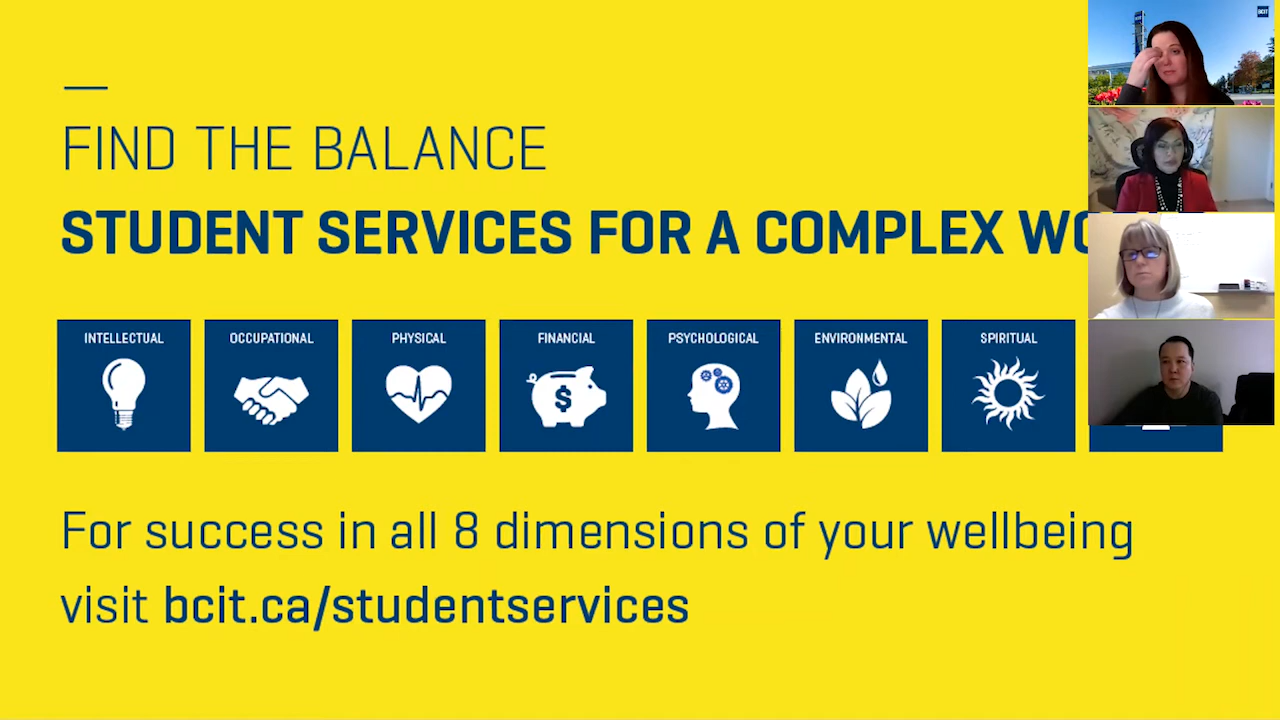 BCIT
FIND THE BALANCE
STUDENT SERVICES FOR A COMPLEX
INTELLECTUAL
OCCUPATIONAL
PHYSICAL
FINANCIAL
PSYCHOLOGICAL
ENVIRONMENTAL
SPIRITUAL
For success in all 8 dimensions of your wellbeing
visit bcit.ca/studentservices